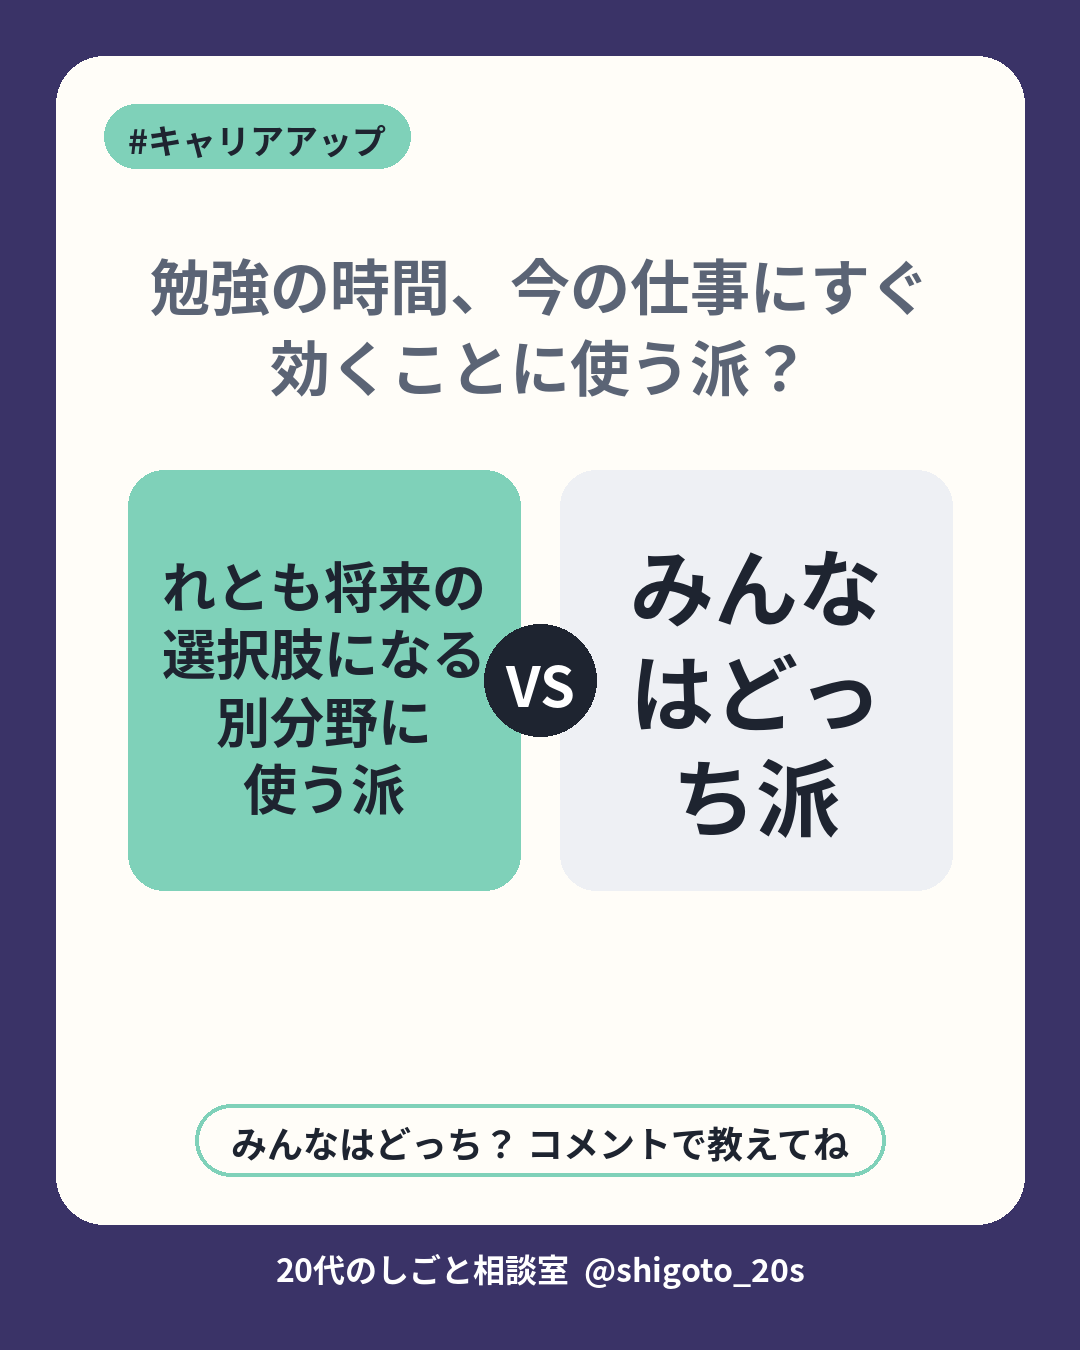 #キャリアアップ
勉強の時間、今の仕事にすぐ
効くことに使う派？
れとも将来の
選択肢になる
別分野に
使う派
VS
みんな
はどっ
ち派
みんなはどっち？ コメントで教えてね
20代のしごと相談室 @shigoto_20s